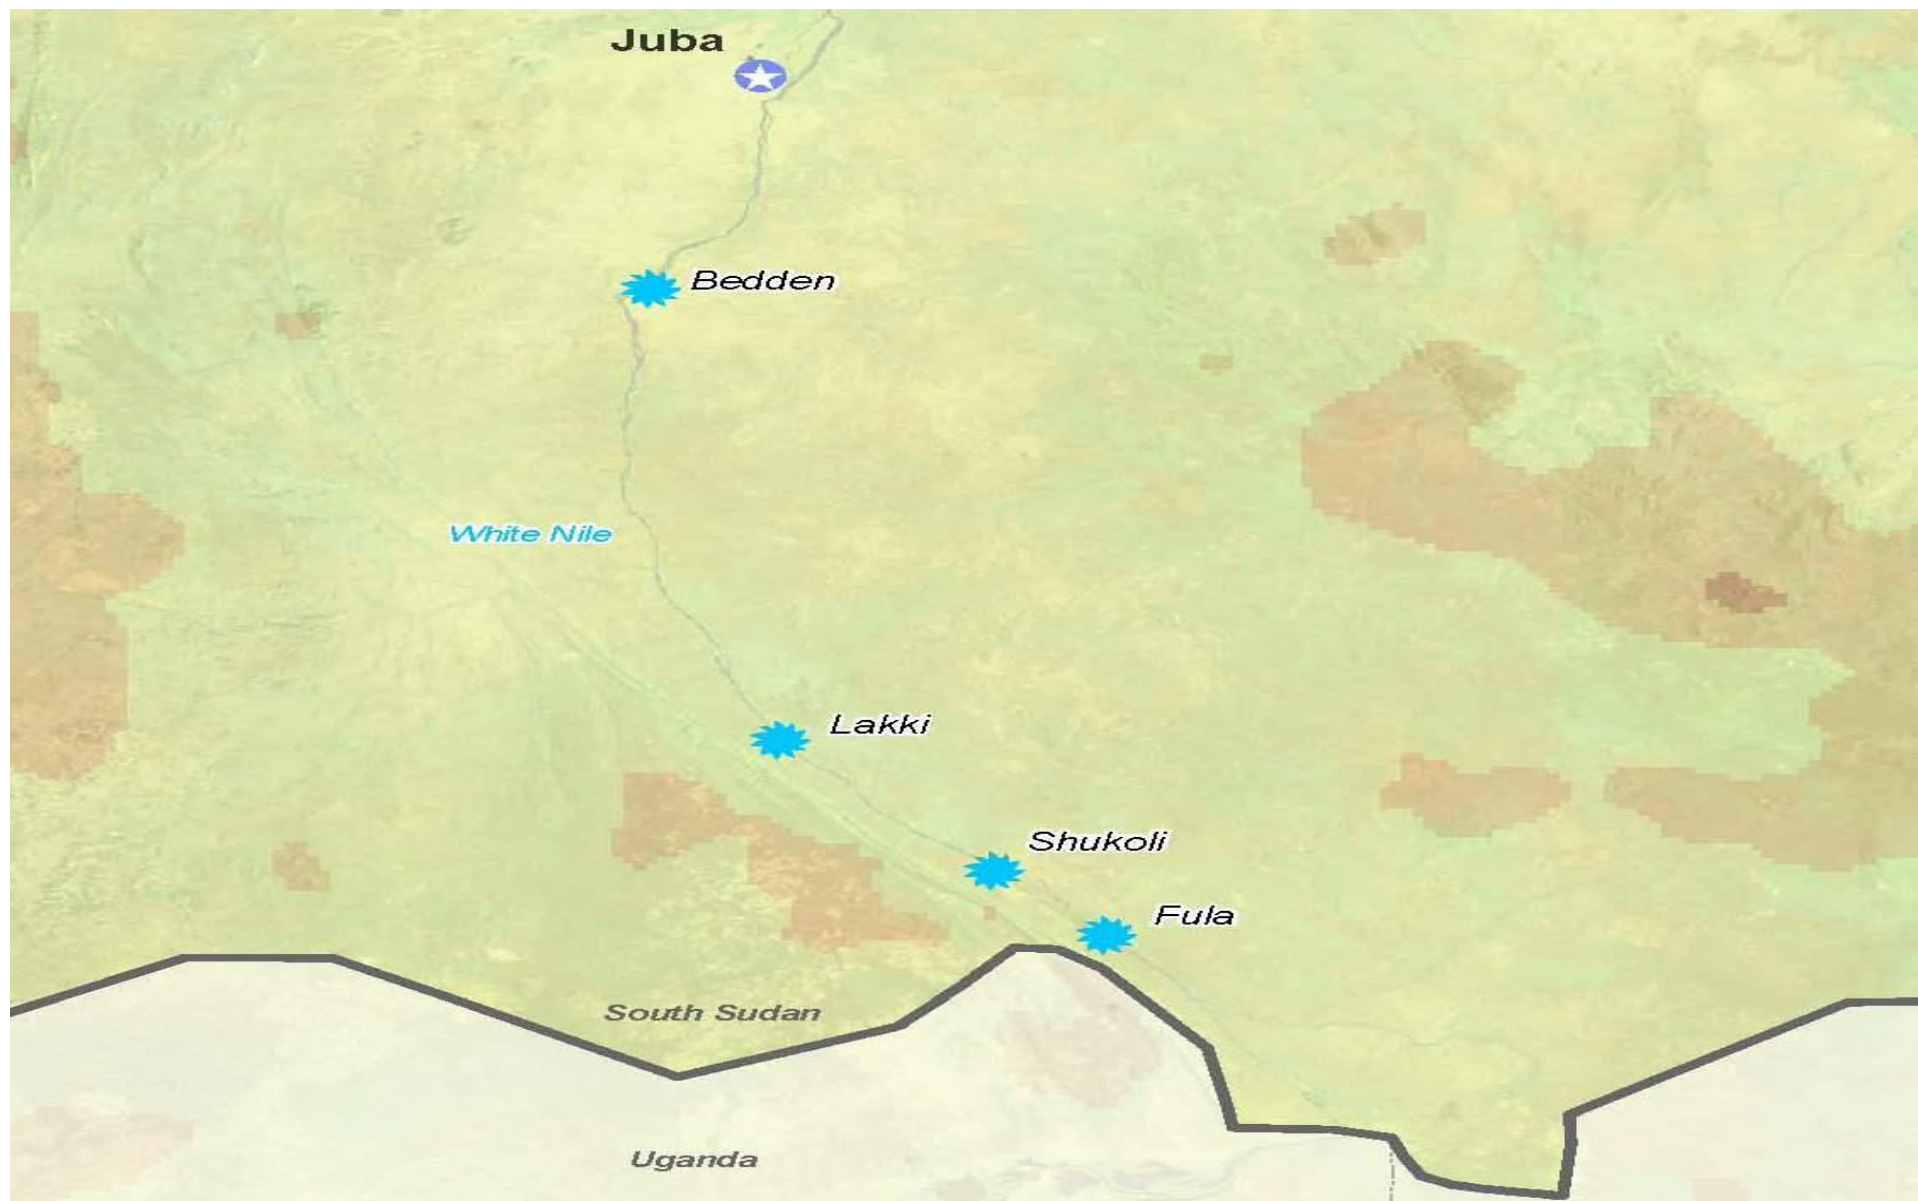 Juba
Bedden
White Nile
Lakki
Shukoli
Fula
South Sudan
Uganda